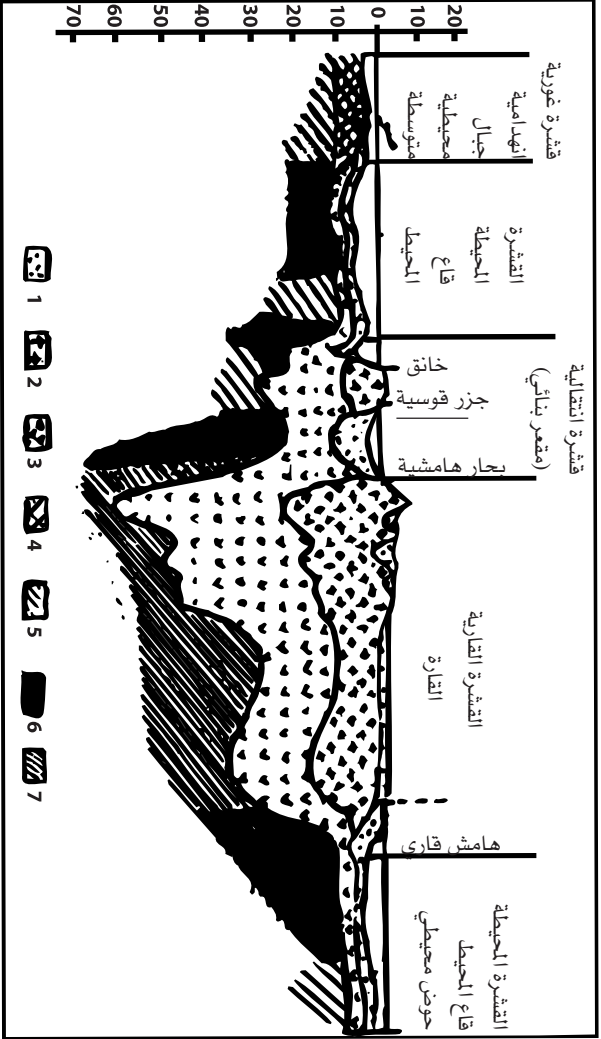 قشرة غورية
انهدامية
جبال
محيطية
متوسطة
القشرة
المحيطة
قاع
المحيط
قشرة انتقالية
(مقعر بنائي)
خانق
جزر قوسية
بحار هامشية
القشرة القارية
القارة
هامش قاري
القشرة المحيطة
قاع المحيط
حوض محيطي
20
10
0
10
20
30
40
50
60
70
1
2
3
4
5
6
7